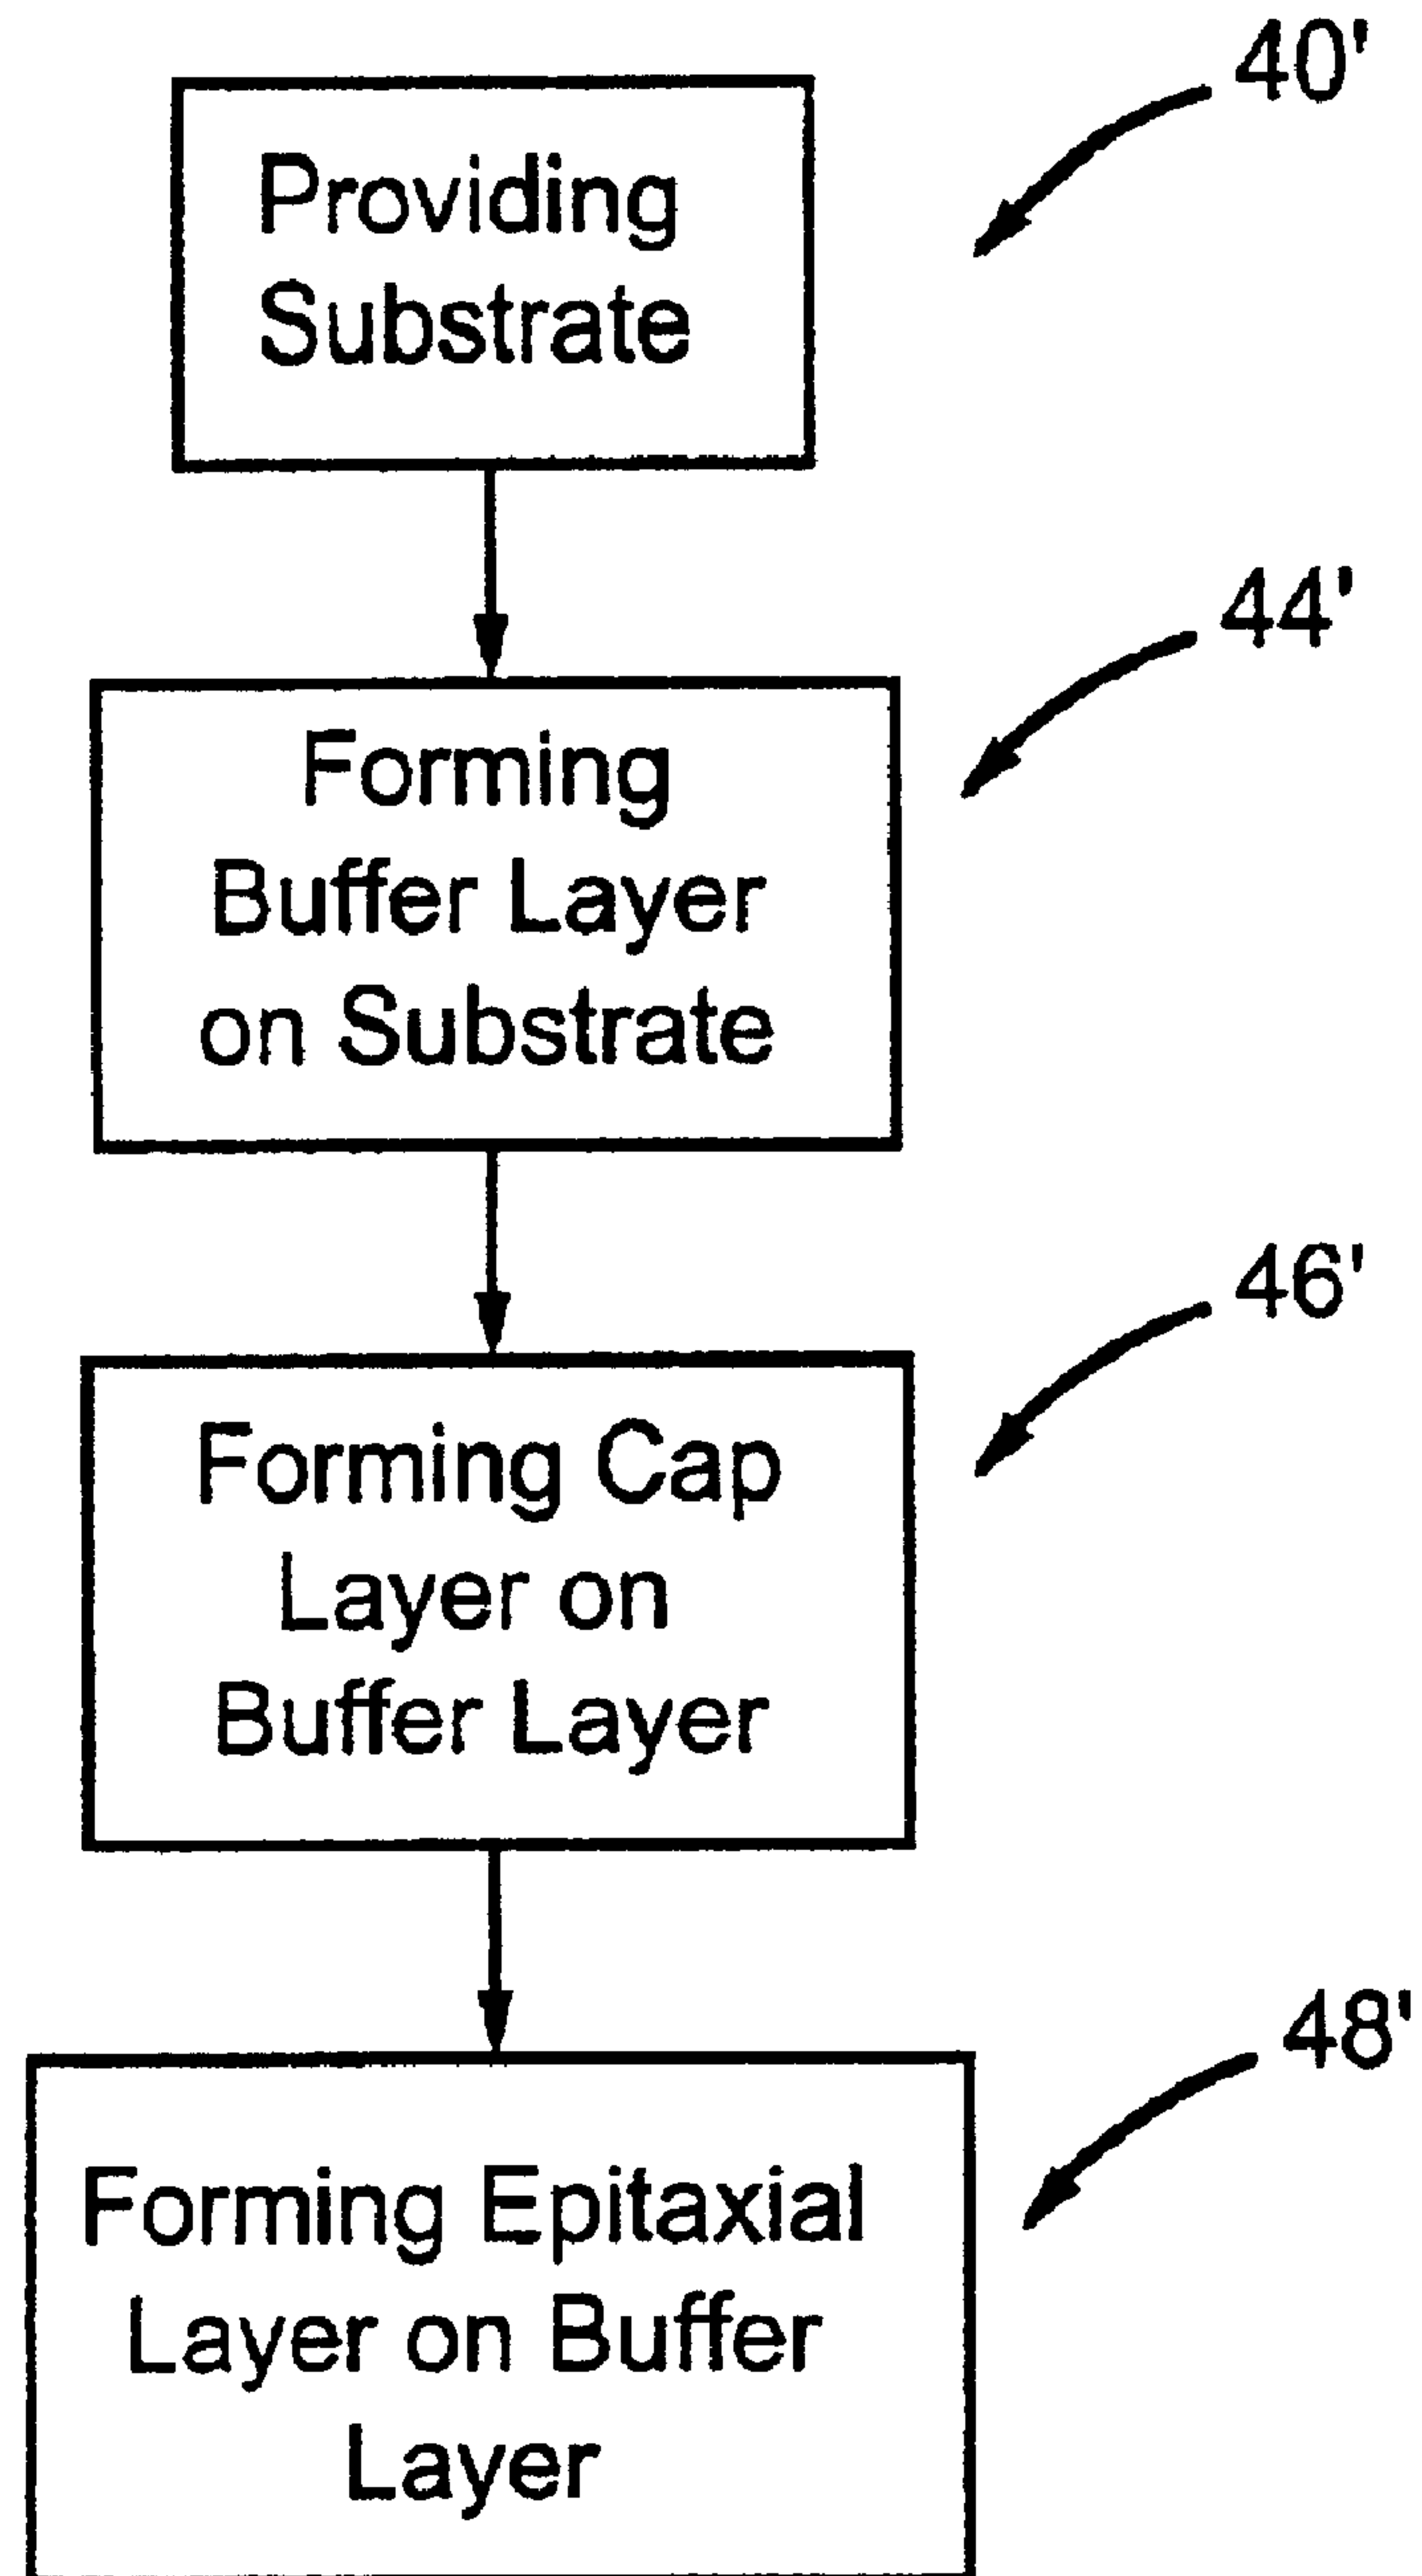 40'
Providing
Substrate
44'
Forming
Buffer Layer
on Substrate
46'
Forming Cap
Layer on
Buffer Layer
48'
Forming Epitaxial
Layer on Buffer
Layer